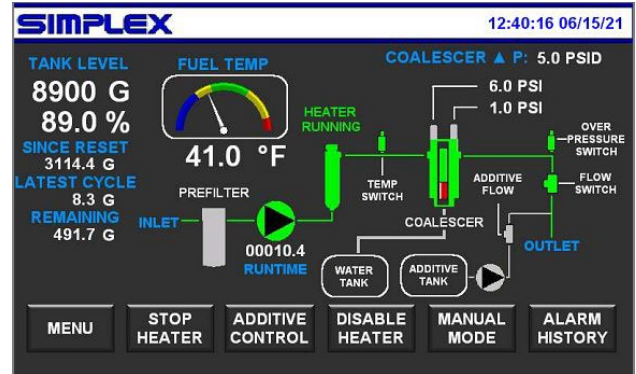 SIMPLEX
12:40:16 06/15/21
TANK LEVEL
8900 G
89.0 %
SINCE RESET
3114.4 G
LATEST CYCLE
8.3 G
REMAINING
491.7 G
FUEL TEMP
41.0 °F
COALESCER ▲ P: 5.0 PSID
6.0 PSI
1.0 PSI
HEATER
RUNNING
OVER
PRESSURE
SWITCH
TEMP
SWITCH
ADDITIVE
FLOW
FLOW
SWITCH
PREFILTER
INLET
COALESCER
OUTLET
00010.4
RUNTIME
WATER
TANK
ADDITIVE
TANK
MENU
STOP
HEATER
ADDITIVE
CONTROL
DISABLE
HEATER
MANUAL
MODE
ALARM
HISTORY